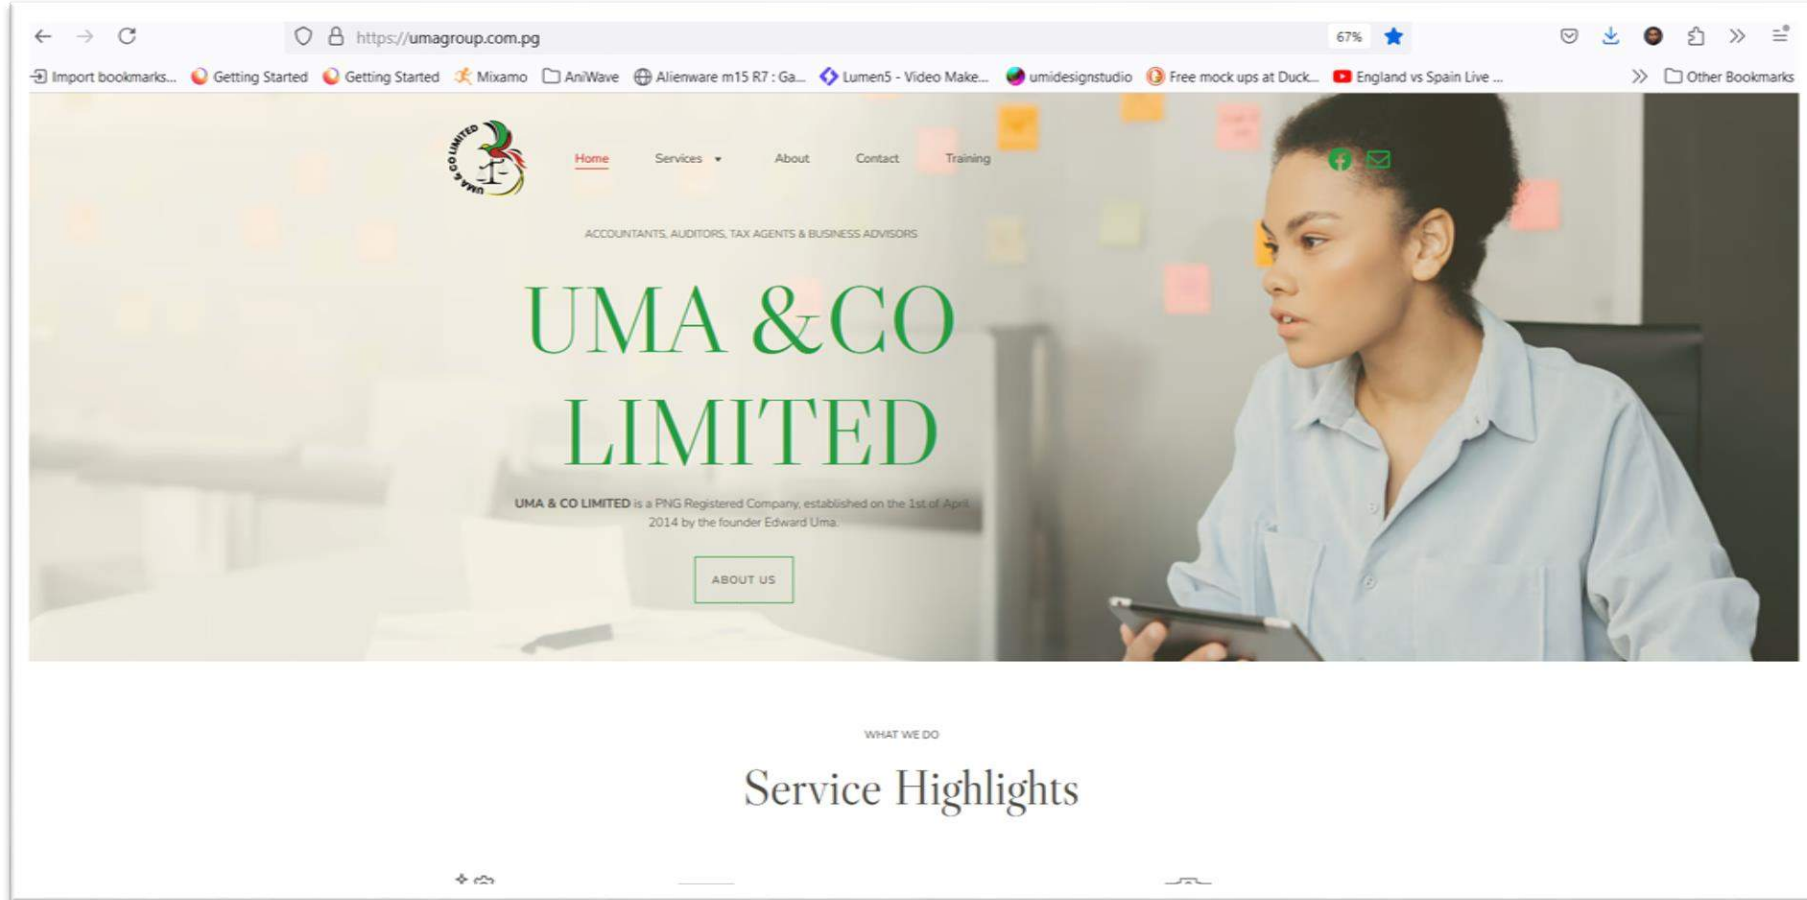 https://umagroup.com.pg
67%
Import bookmarks... Getting Started Getting Started Mixamo AniWave Alienware m15 R7 : Ga... Lumen5 - Video Make... umidesignstudio Free mock ups at Duck... England vs Spain Live ... Other Bookmarks
UMA & CO LIMITED
Home Services About Contact Training
ACCOUNTANTS, AUDITORS, TAX AGENTS & BUSINESS ADVISORS
UMA &CO
LIMITED
UMA & CO LIMITED is a PNG Registered Company, established on the 1st of April
2014 by the founder Edward Uma.
ABOUT US
WHAT WE DO
Service Highlights